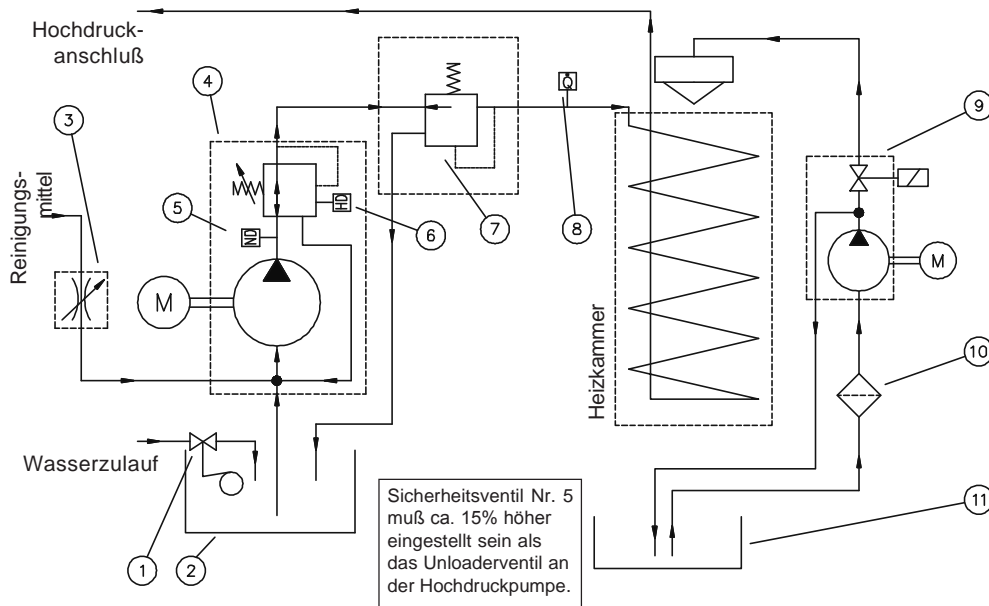 Hochdruck-
anschluß
Reinigungs-
mittel
3
4
5
ND
HD
6
M
7
Q
8
Heizkammer
9
M
10
11
Wasserzulauf
1
2
Sicherheitsventil Nr. 5
muß ca. 15% höher
eingestellt sein als
das Unloaderventil an
der Hochdruckpumpe.